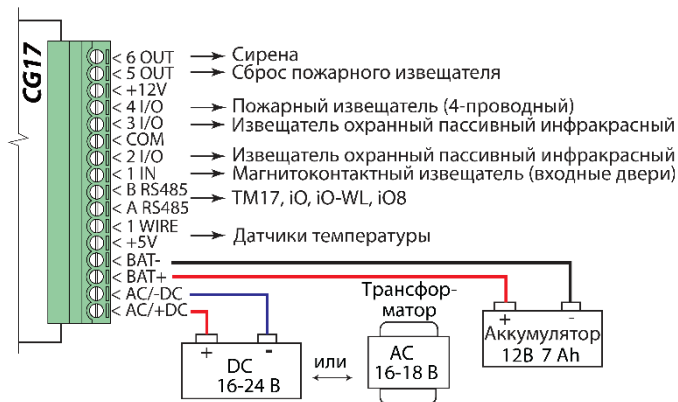 CG17
< 6 OUT → Сирена
< 5 OUT → Сброс пожарного извещателя
< +12V
< 4 I/O → Пожарный извещатель (4-проводный)
< 3 I/O → Извещатель охранный пассивный инфракрасный
< COM
< 2 I/O → Извещатель охранный пассивный инфракрасный
< 1 IN → Магнитоконтактный извещатель (входные двери)
< B RS485
→ TM17, iO, iO-WL, iO8
< A RS485
< 1 WIRE
→ Датчики температуры
< +5V
< BAT-
< BAT+
< AC/-DC
< AC/+DC
Трансфор-
матор
+ -
DC
16-24 В
или
AC
16-18 В
+ -
Аккумулятор
12В 7 Ah